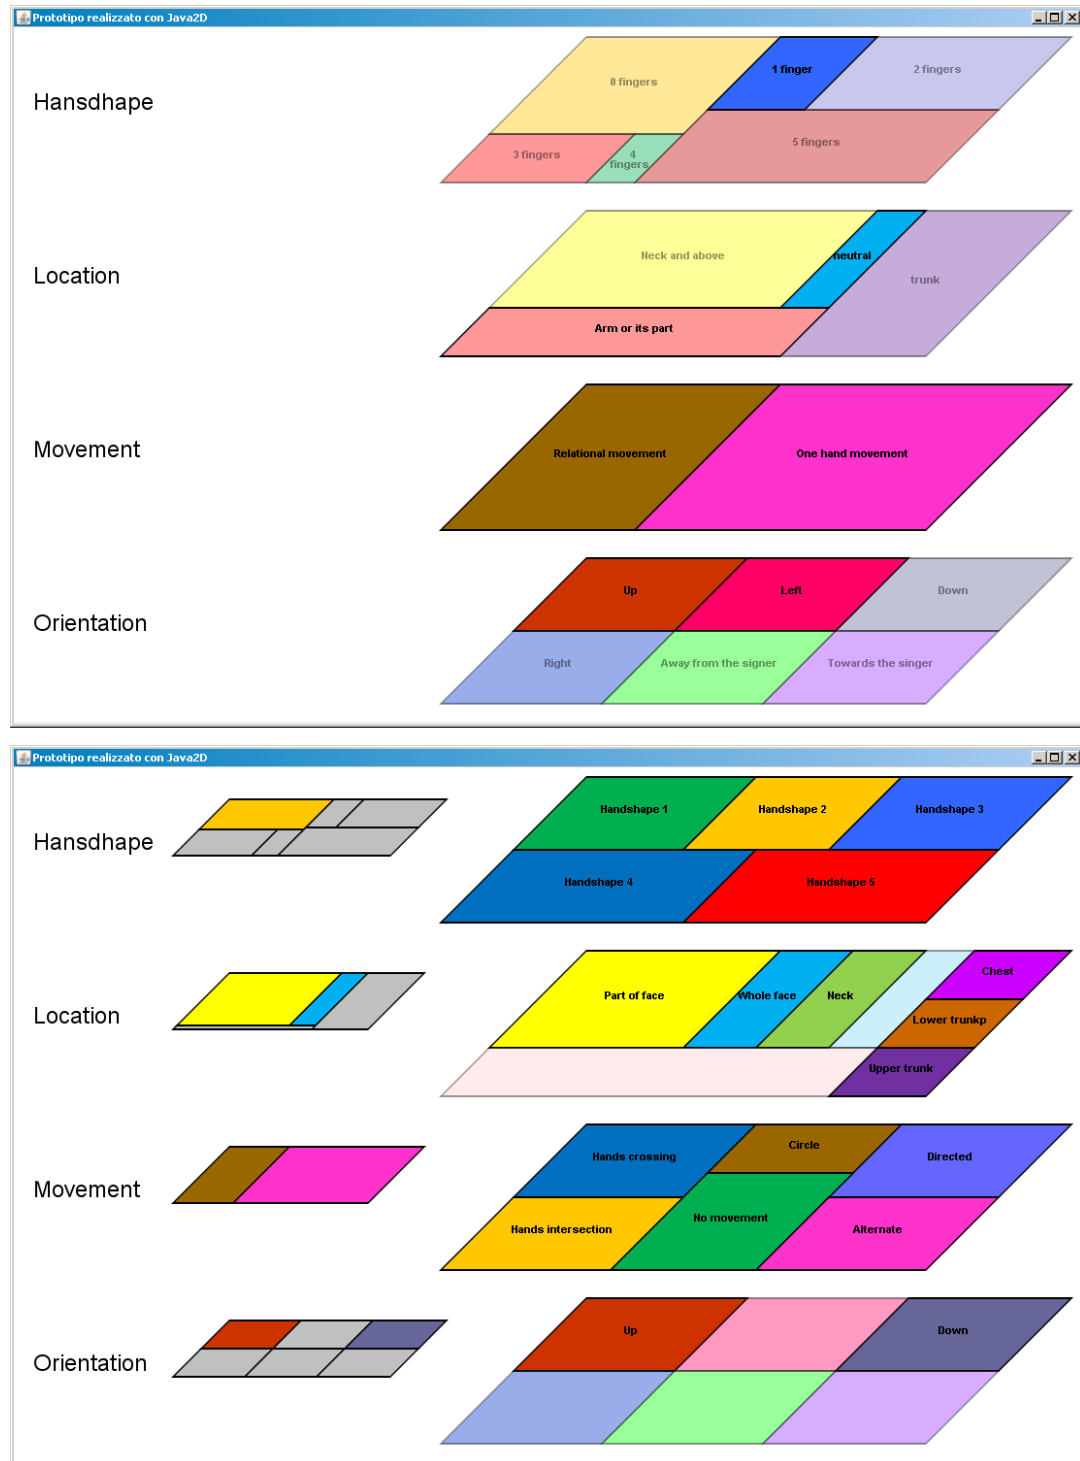 Prototipo realizzato con Java2D
Hansdhape
0 fingers
1 finger
2 fingers
3 fingers
4
fingers
5 fingers
Location
Neck and above
neutral
trunk
Arm or its part
Movement
Relational movement
One hand movement
Orientation
Up
Left
Down
Right
Away from the signer
Towards the singer
Prototipo realizzato con Java2D
Hansdhape
Handshape 1
Handshape 2
Handshape 3
Handshape 4
Handshape 5
Location
Part of face
Whole face
Neck
Chest
Lower trunkp
Upper trunk
Movement
Hands crossing
Circle
Directed
Hands intersection
No movement
Alternate
Orientation
Up
Down